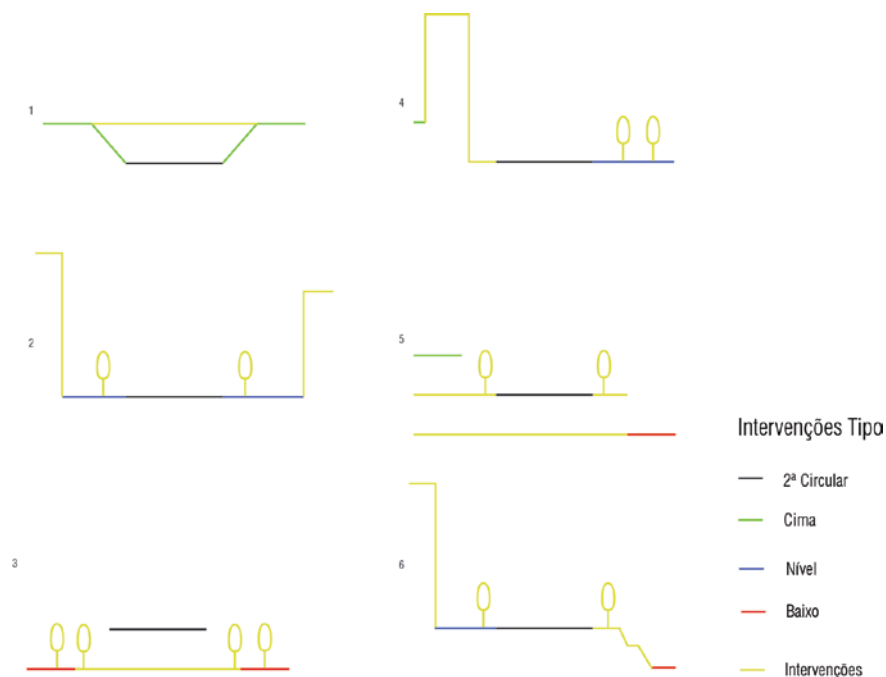 1
2
3
4
5
6
Intervenções Tipo
2ª Circular
Cima
Nível
Baixo
Intervenções